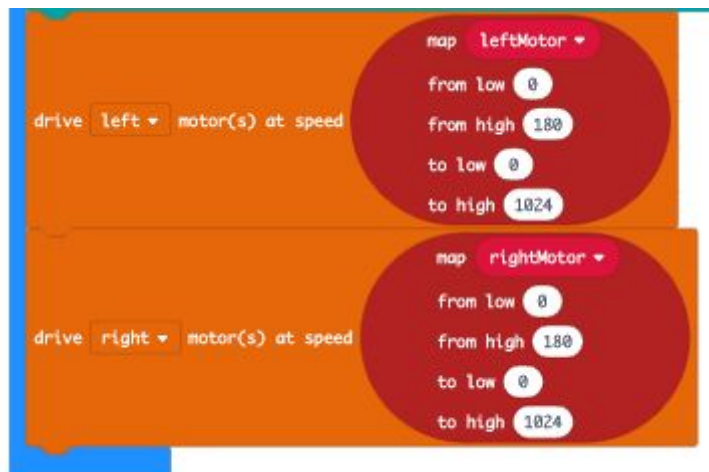 map leftMotor
from low 0
drive left motor(s) at speed from high 180
to low 0
to high 1024
map rightMotor
from low 0
drive right motor(s) at speed from high 180
to low 0
to high 1024